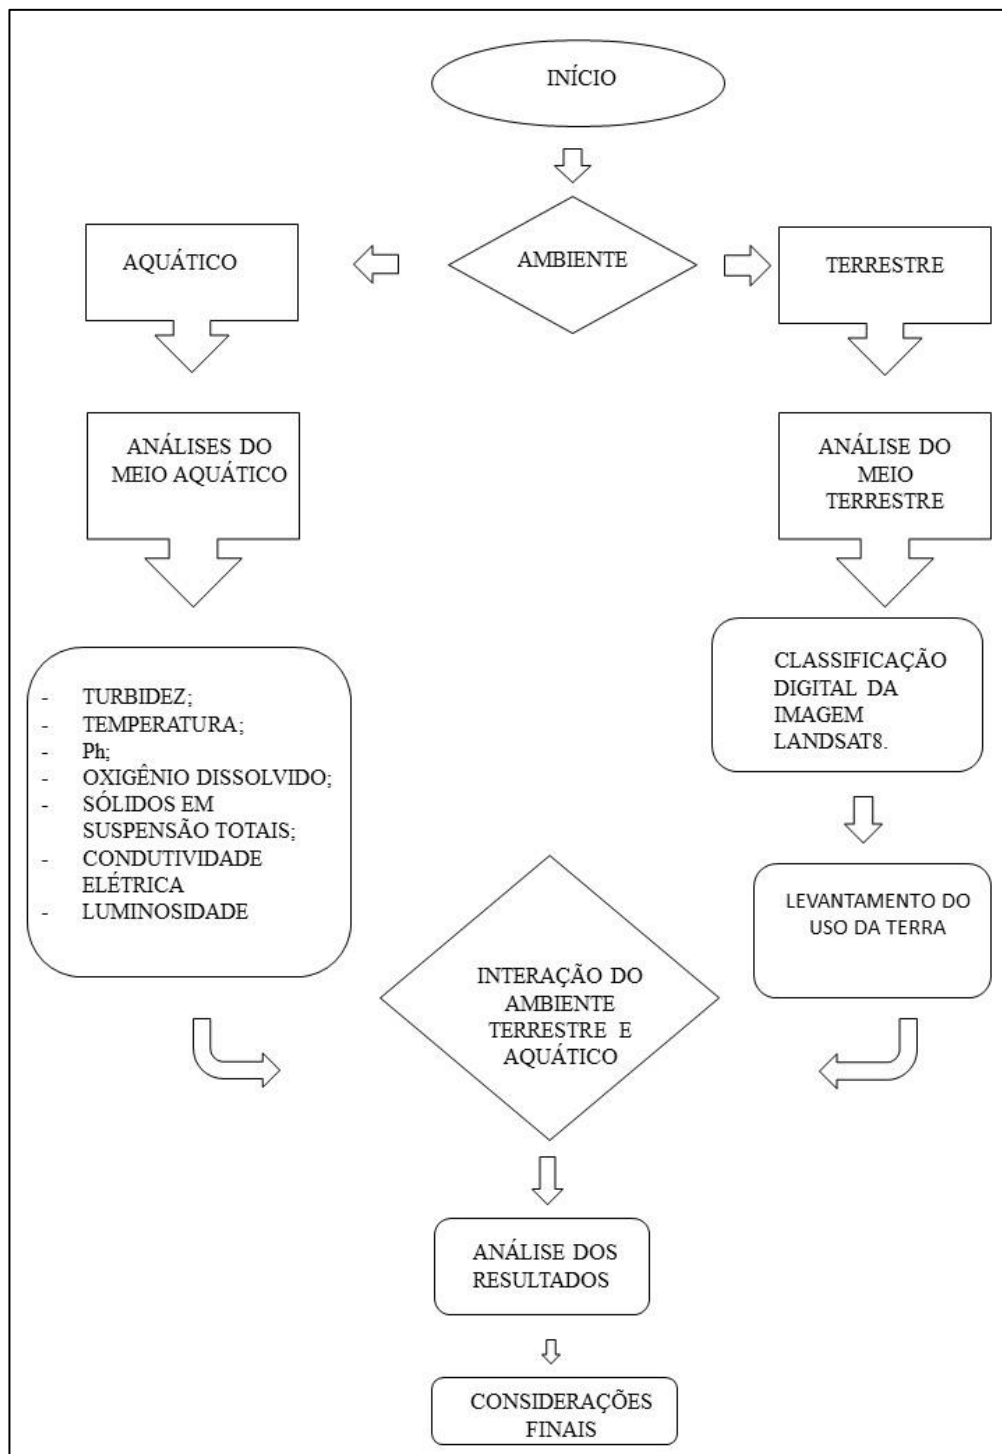 INÍCIO
AMBIENTE
AQUÁTICO
TERRESTRE
ANÁLISES DO
MEIO AQUÁTICO
ANÁLISE DO
MEIO
TERRESTRE
- TURBIDEZ;
- TEMPERATURA;
- Ph;
- OXIGÊNIO DISSOLVIDO;
- SÓLIDOS EM
SUSPENSÃO TOTAIS;
- CONDUTIVIDADE
ELÉTRICA
- LUMINOSIDADE
CLASSIFICAÇÃO
DIGITAL DA
IMAGEM
LANDSAT8.
LEVANTAMENTO DO
USO DA TERRA
INTERAÇÃO DO
AMBIENTE
TERRESTRE E
AQUÁTICO
ANÁLISE DOS
RESULTADOS
CONSIDERAÇÕES
FINAIS